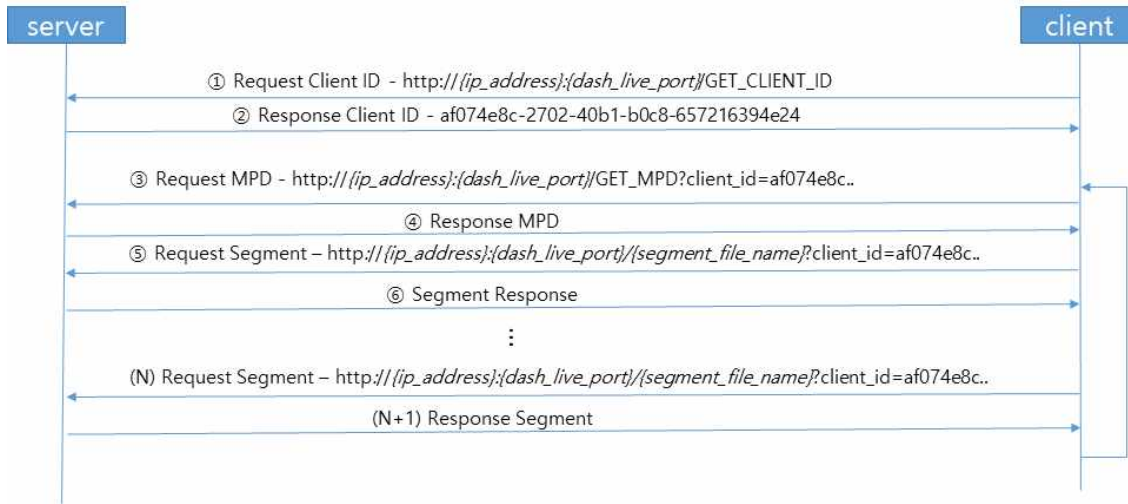 server
client
① Request Client ID - http://{ip_address}:{dash_live_port}/GET_CLIENT_ID
② Response Client ID - af074e8c-2702-40b1-b0c8-657216394e24
③ Request MPD - http://{ip_address}:{dash_live_port}/GET_MPD?client_id=af074e8c..
④ Response MPD
⑤ Request Segment – http://{ip_address}:{dash_live_port}/{segment_file_name}?client_id=af074e8c..
⑥ Segment Response
⋮
(N) Request Segment – http://{ip_address}:{dash_live_port}/{segment_file_name}?client_id=af074e8c..
(N+1) Response Segment